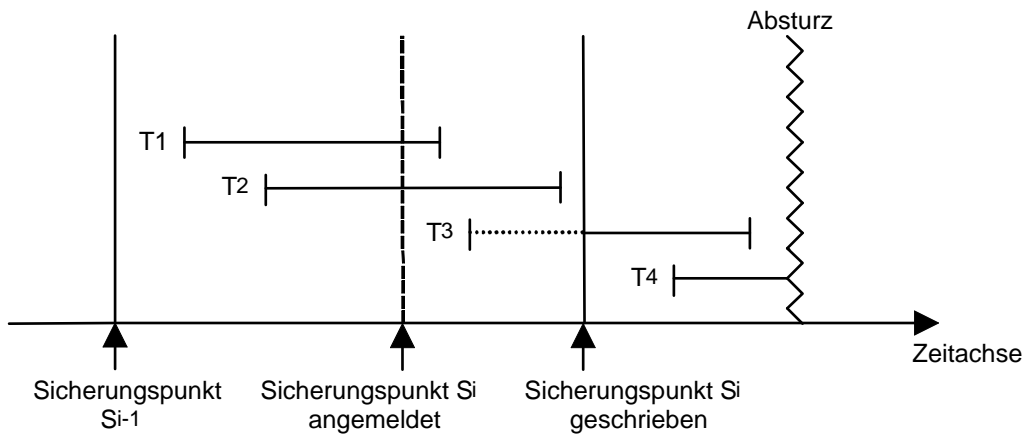 Absturz
T1
T2
T3
T4
Zeitachse
Sicherungspunkt
Si-1
Sicherungspunkt Si
angemeldet
Sicherungspunkt Si
geschrieben